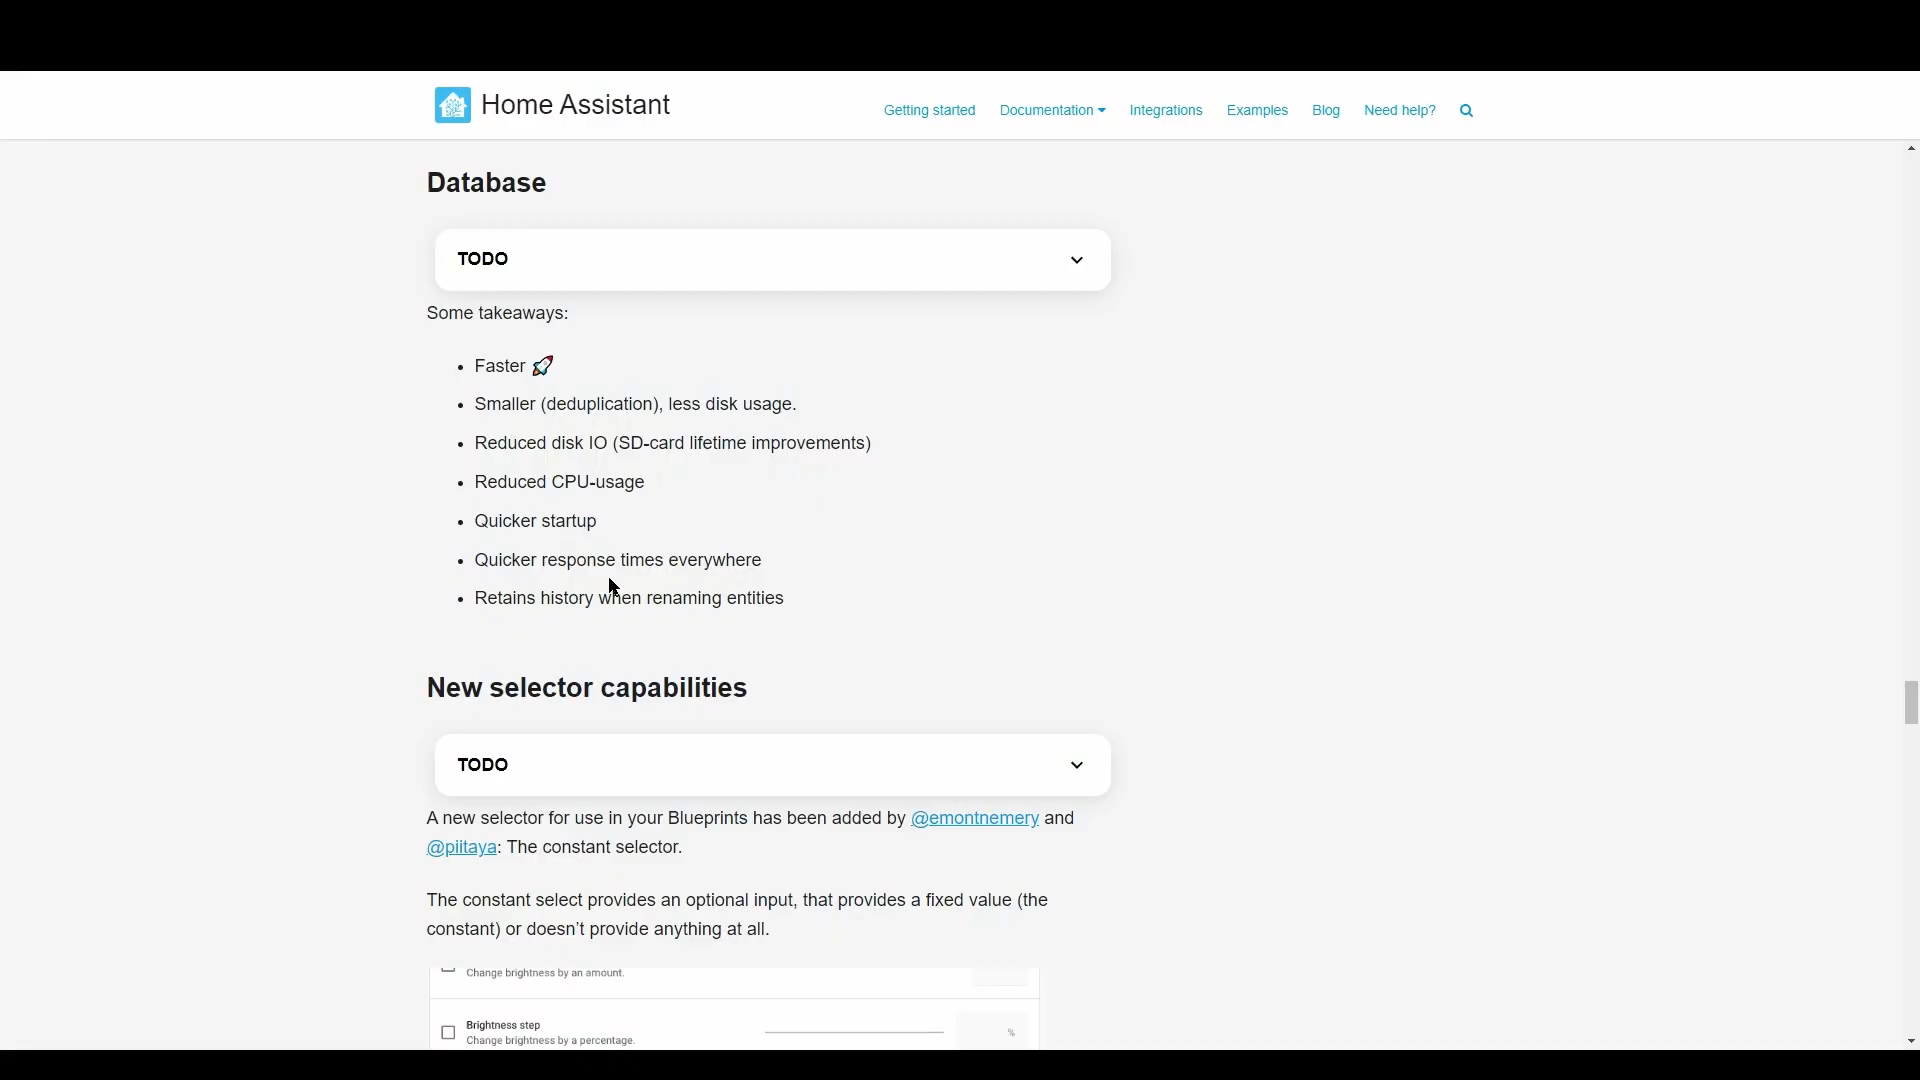 Home Assistant
Getting started
Documentation
Integrations
Examples
Blog
Need help?
Database
TODO
Some takeaways:
Faster 🚀
Smaller (deduplication), less disk usage.
Reduced disk IO (SD-card lifetime improvements)
Reduced CPU-usage
Quicker startup
Quicker response times everywhere
Retains history when renaming entities
New selector capabilities
TODO
A new selector for use in your Blueprints has been added by @emontnemery and
@piitaya: The constant selector.
The constant select provides an optional input, that provides a fixed value (the
constant) or doesn’t provide anything at all.
Change brightness by an amount.
Brightness step
Change brightness by a percentage.
%